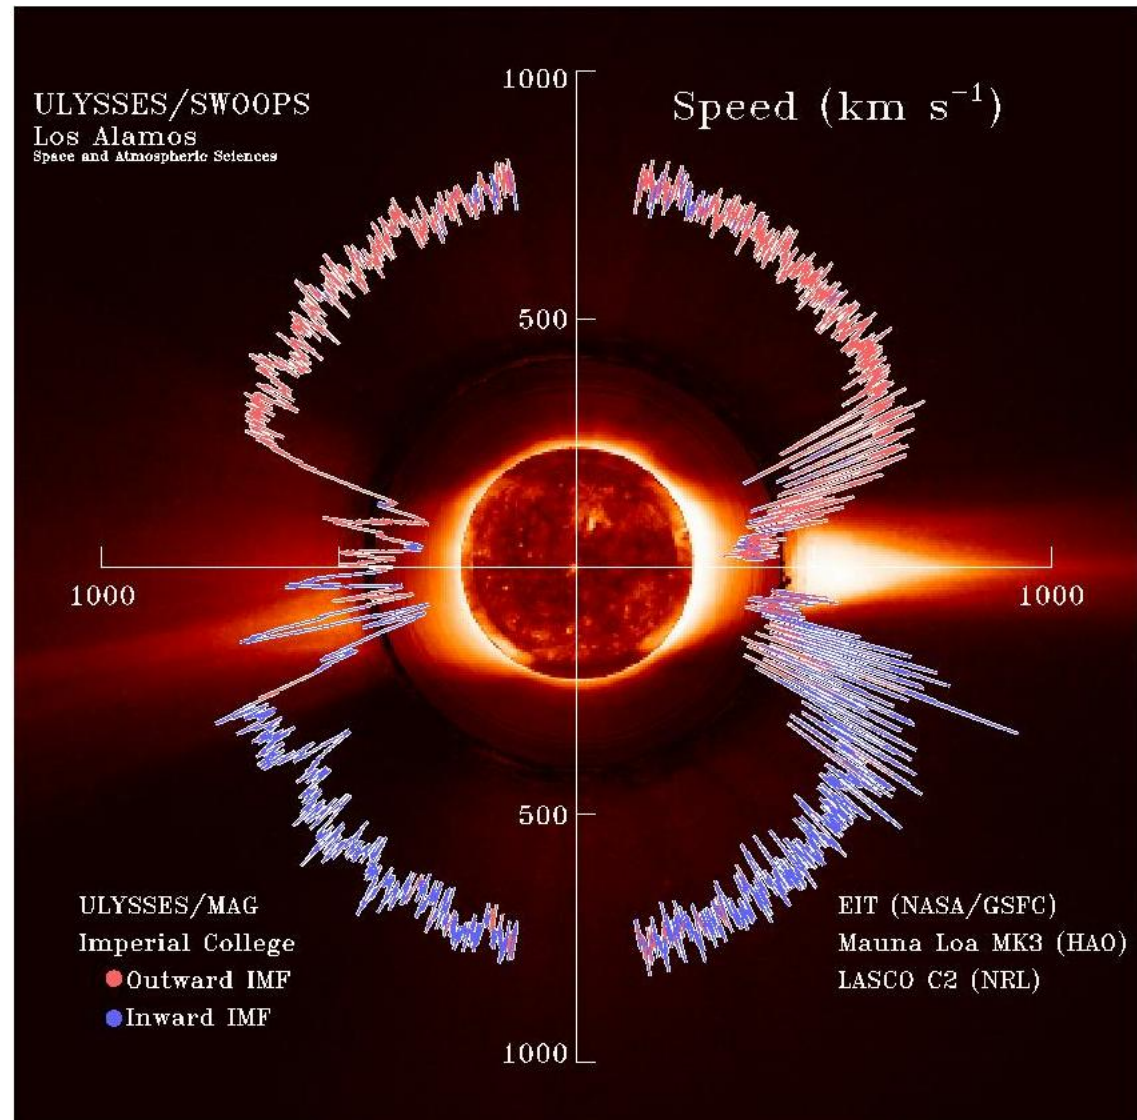 ULYSSES/SWOOPS
Los Alamos
Space and Atmospheric Sciences
Speed (km s⁻¹)
1000
500
1000
1000
500
1000
ULYSSES/MAG
Imperial College
Outward IMF
Inward IMF
EIT (NASA/GSFC)
Mauna Loa MK3 (HAO)
LASCO C2 (NRL)